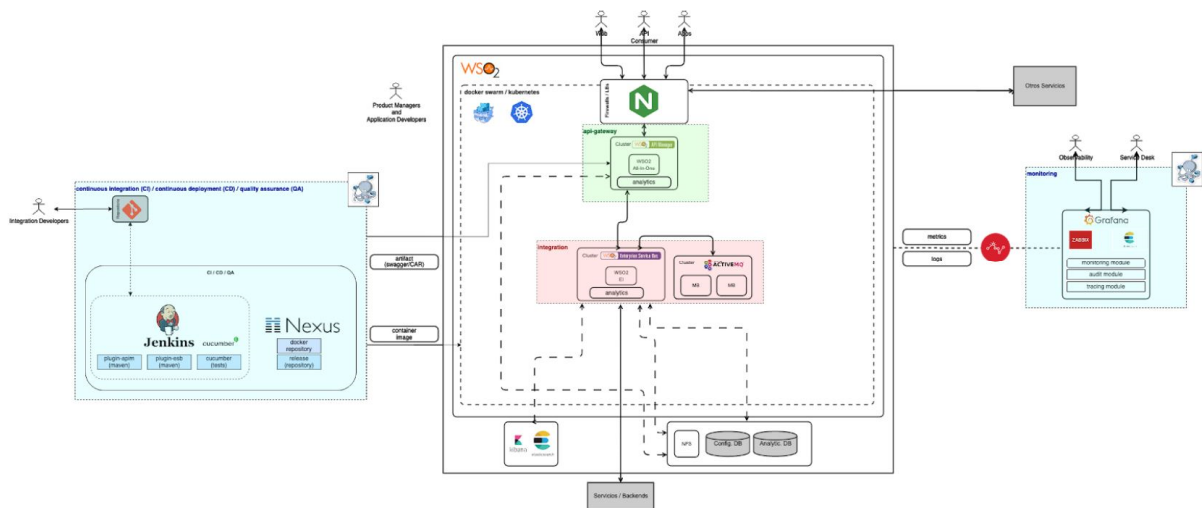 Web
API
Consumer
Apps
WSO2
docker swarm / kubernetes
Firewalls / LBs
Otros Servicios
Product Managers
and
Application Developers
api-gateway
Cluster
API Manager
WSO2
All-in-One
analytics
Observability
Service Desk
monitoring
continuous integration (CI) / continuous deployment (CD) / quality assurance (QA)
Integration Developers
Grafana
ZABBIX
monitoring module
audit module
tracing module
metrics
logs
integration
Cluster
Enterprise Service Bus
WSO2
EI
analytics
Cluster
ACTIVEMQ
MB
MB
artifact
(swagger/CAR)
CI / CD / QA
Jenkins
cucumber
Nexus
docker
repository
release
(repository)
plugin-apim
(maven)
plugin-esb
(maven)
cucumber
(tests)
container
image
kibana
elasticsearch
NFS
Config. DB
Analytic. DB
Servicios / Backends